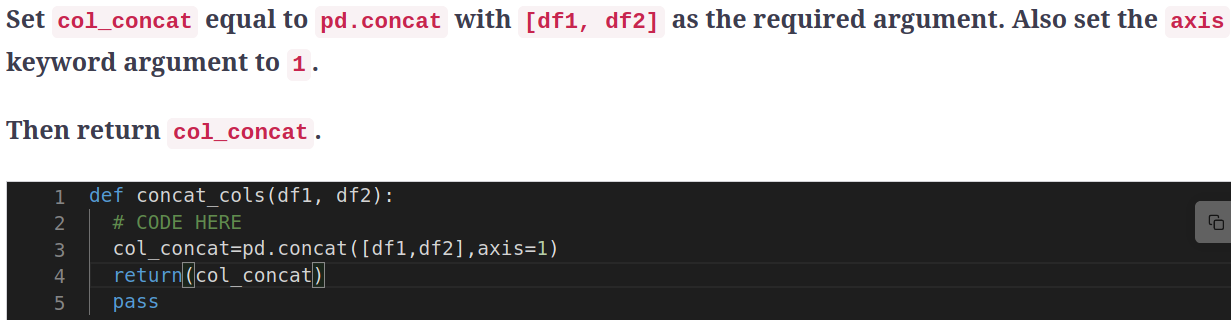 Set col_concat equal to pd.concat with [df1, df2] as the required argument. Also set the axis
keyword argument to 1.
Then return col_concat.
1 def concat_cols(df1, df2):
2 # CODE HERE
3 col_concat=pd.concat([df1,df2],axis=1)
4 return(col_concat)
5 pass